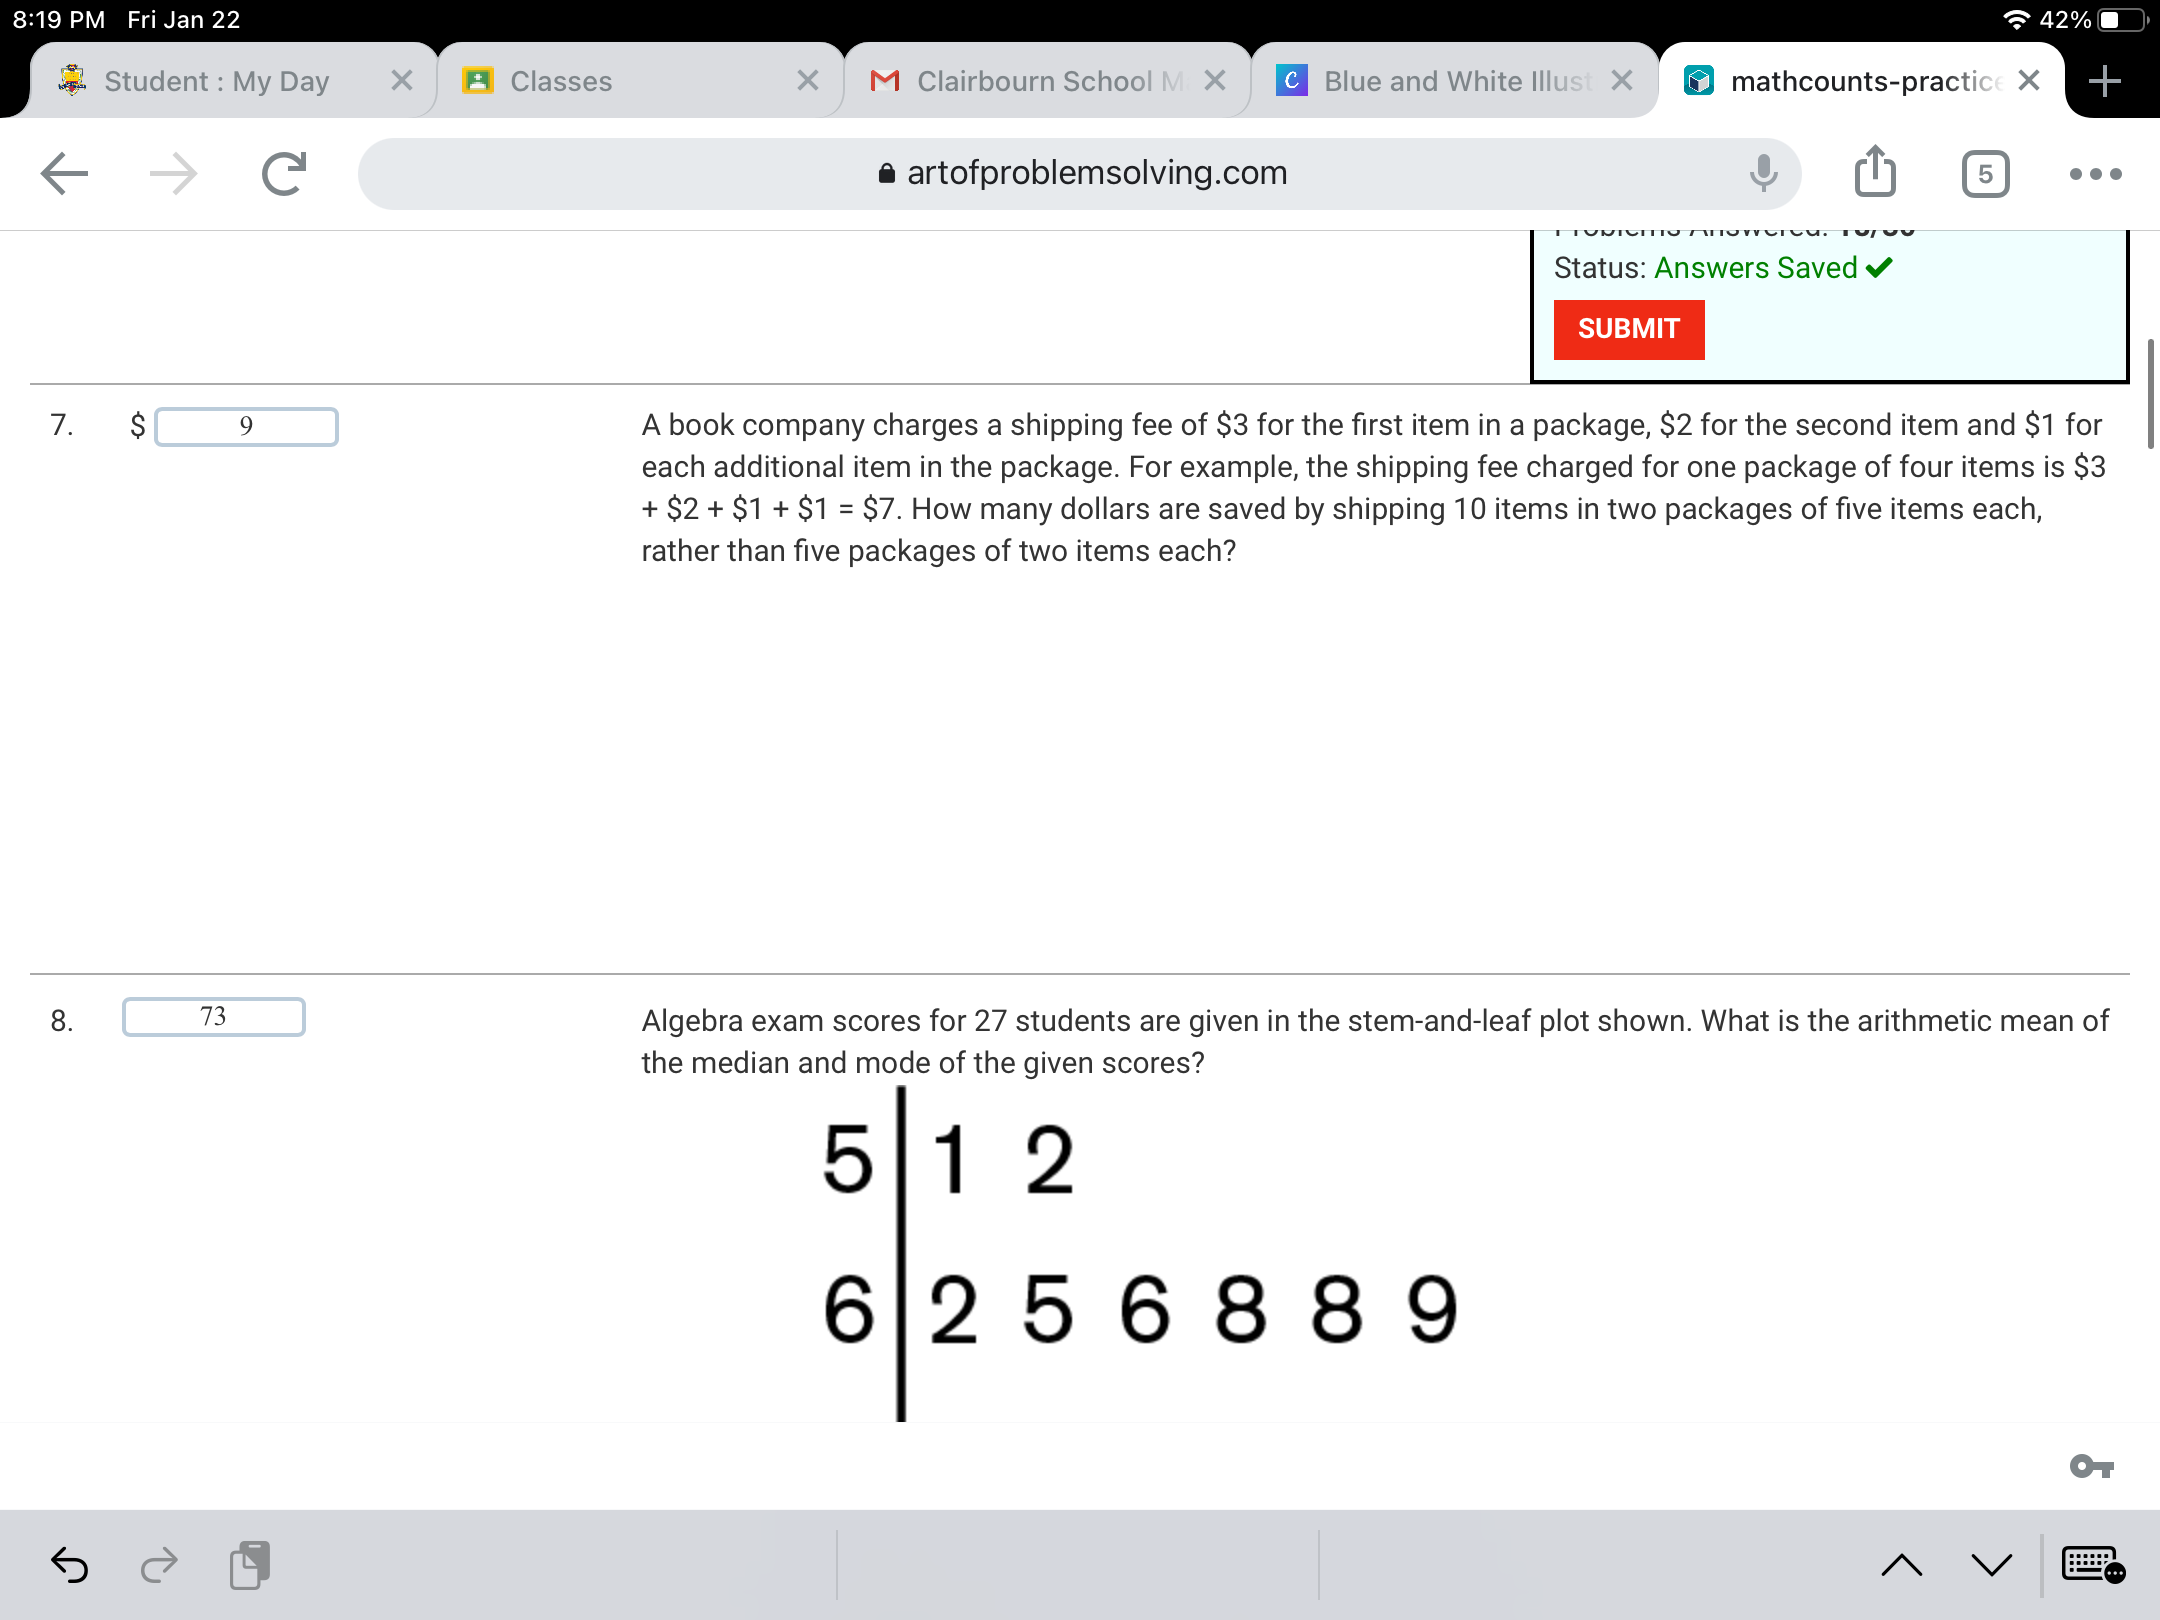 8:19 PM Fri Jan 22
42%
Student : My Day
Classes
Clairbourn School M
Blue and White Illust
mathcounts-practice
artofproblemsolving.com
5
Problems Answered:
Status: Answers Saved
SUBMIT
7. $ 9
A book company charges a shipping fee of $3 for the first item in a package, $2 for the second item and $1 for
each additional item in the package. For example, the shipping fee charged for one package of four items is $3
+ $2 + $1 + $1 = $7. How many dollars are saved by shipping 10 items in two packages of five items each,
rather than five packages of two items each?
8. 73
Algebra exam scores for 27 students are given in the stem-and-leaf plot shown. What is the arithmetic mean of
the median and mode of the given scores?
5 1 2
6 2 5 6 8 8 9